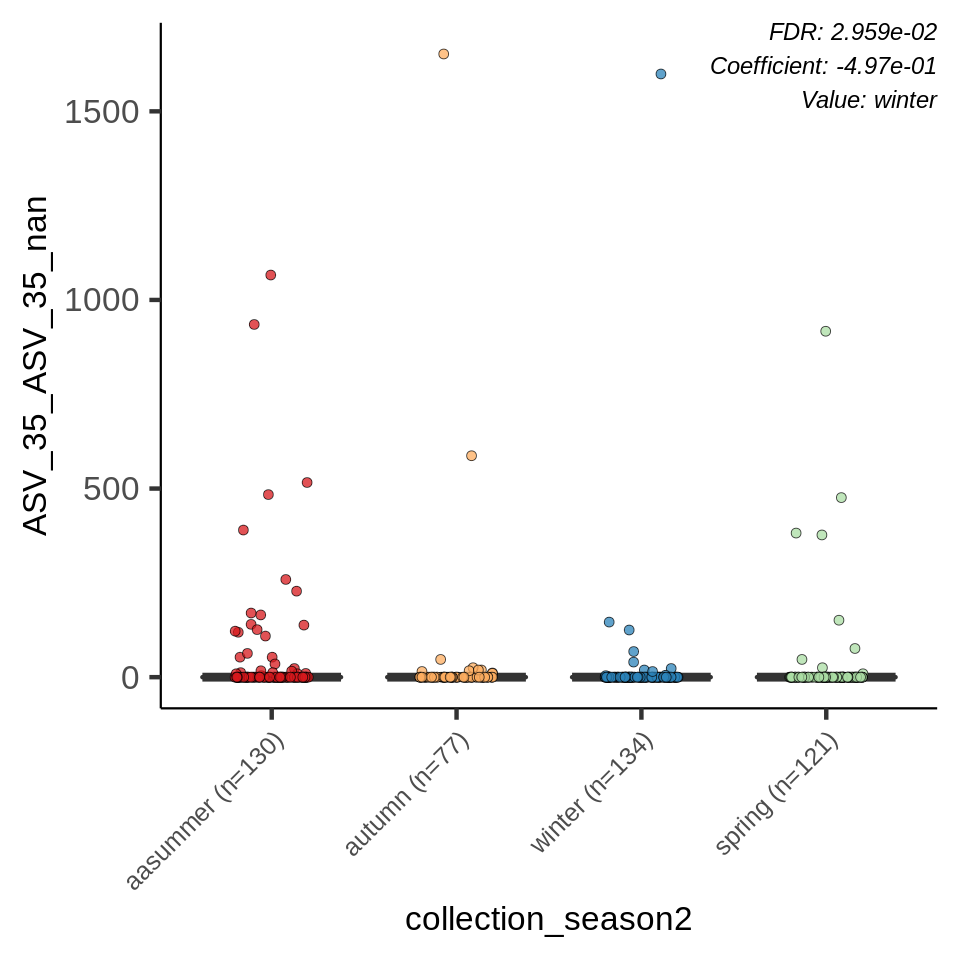 FDR: 2.959e-02
Coefficient: -4.97e-01
Value: winter
ASV_35_ASV_35_nan
1500
1000
500
0
aasummer (n=130)
autumn (n=77)
winter (n=134)
spring (n=121)
collection_season2